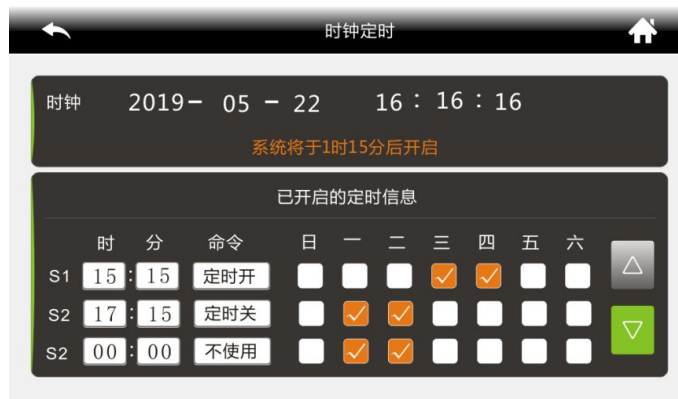 时钟定时
时钟 2019- 05 - 22 16 : 16 : 16
系统将于1时15分后开启
已开启的定时信息
时 分 命令 日 一 二 三 四 五 六
S1 15 : 15 定时开
S2 17 : 15 定时关
S2 00 : 00 不使用